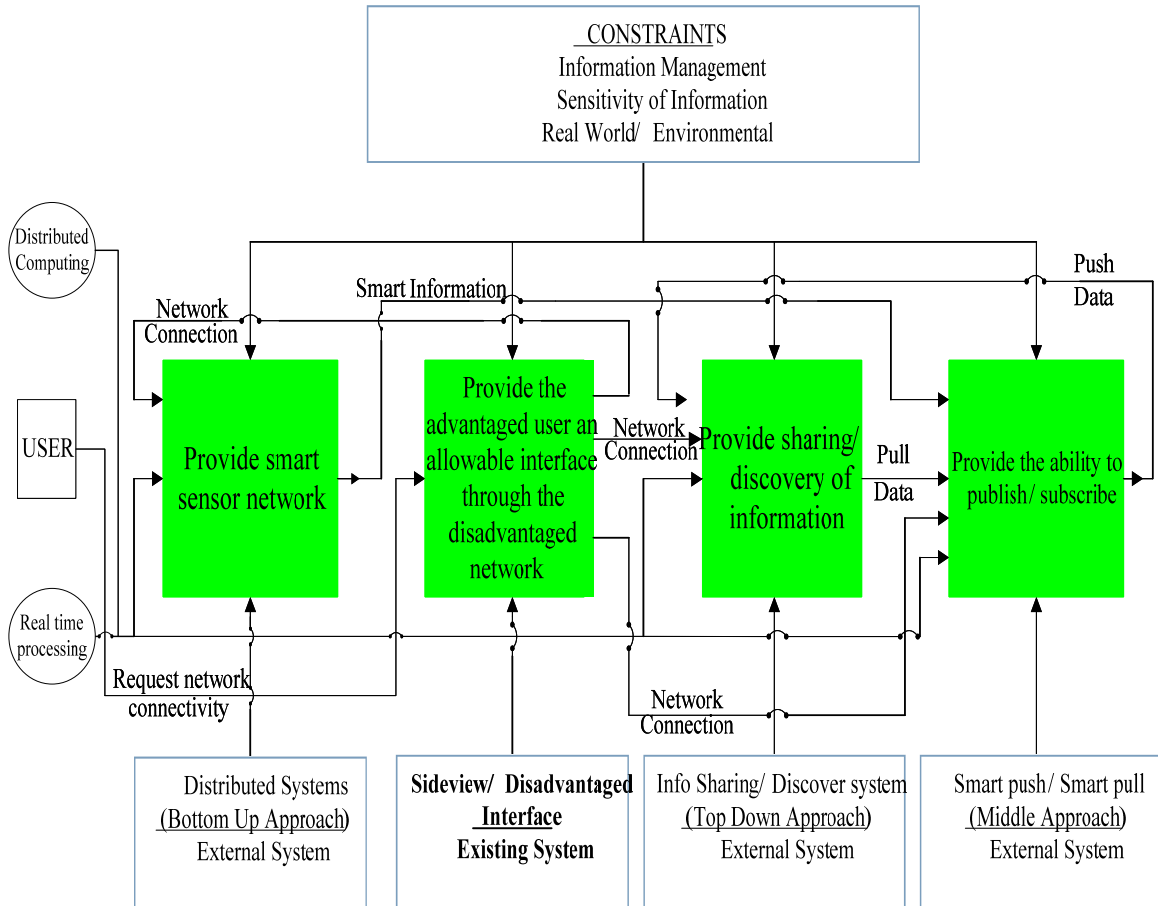 CONSTRAINTS
Information Management
Sensitivity of Information
Real World/ Environmental
Distributed
Computing
Push
Data
Smart Information
Network
Connection
USER
Provide smart
sensor network
Provide the
advantaged user an
allowable interface
through the
disadvantaged
network
Network
Connection
Provide sharing/
discovery of
information
Pull
Data
Provide the ability to
publish/ subscribe
Real time
processing
Request network
connectivity
Network
Connection
Distributed Systems
(Bottom Up Approach)
External System
Sideview/ Disadvantaged
Interface
Existing System
Info Sharing/ Discover system
(Top Down Approach)
External System
Smart push/ Smart pull
(Middle Approach)
External System